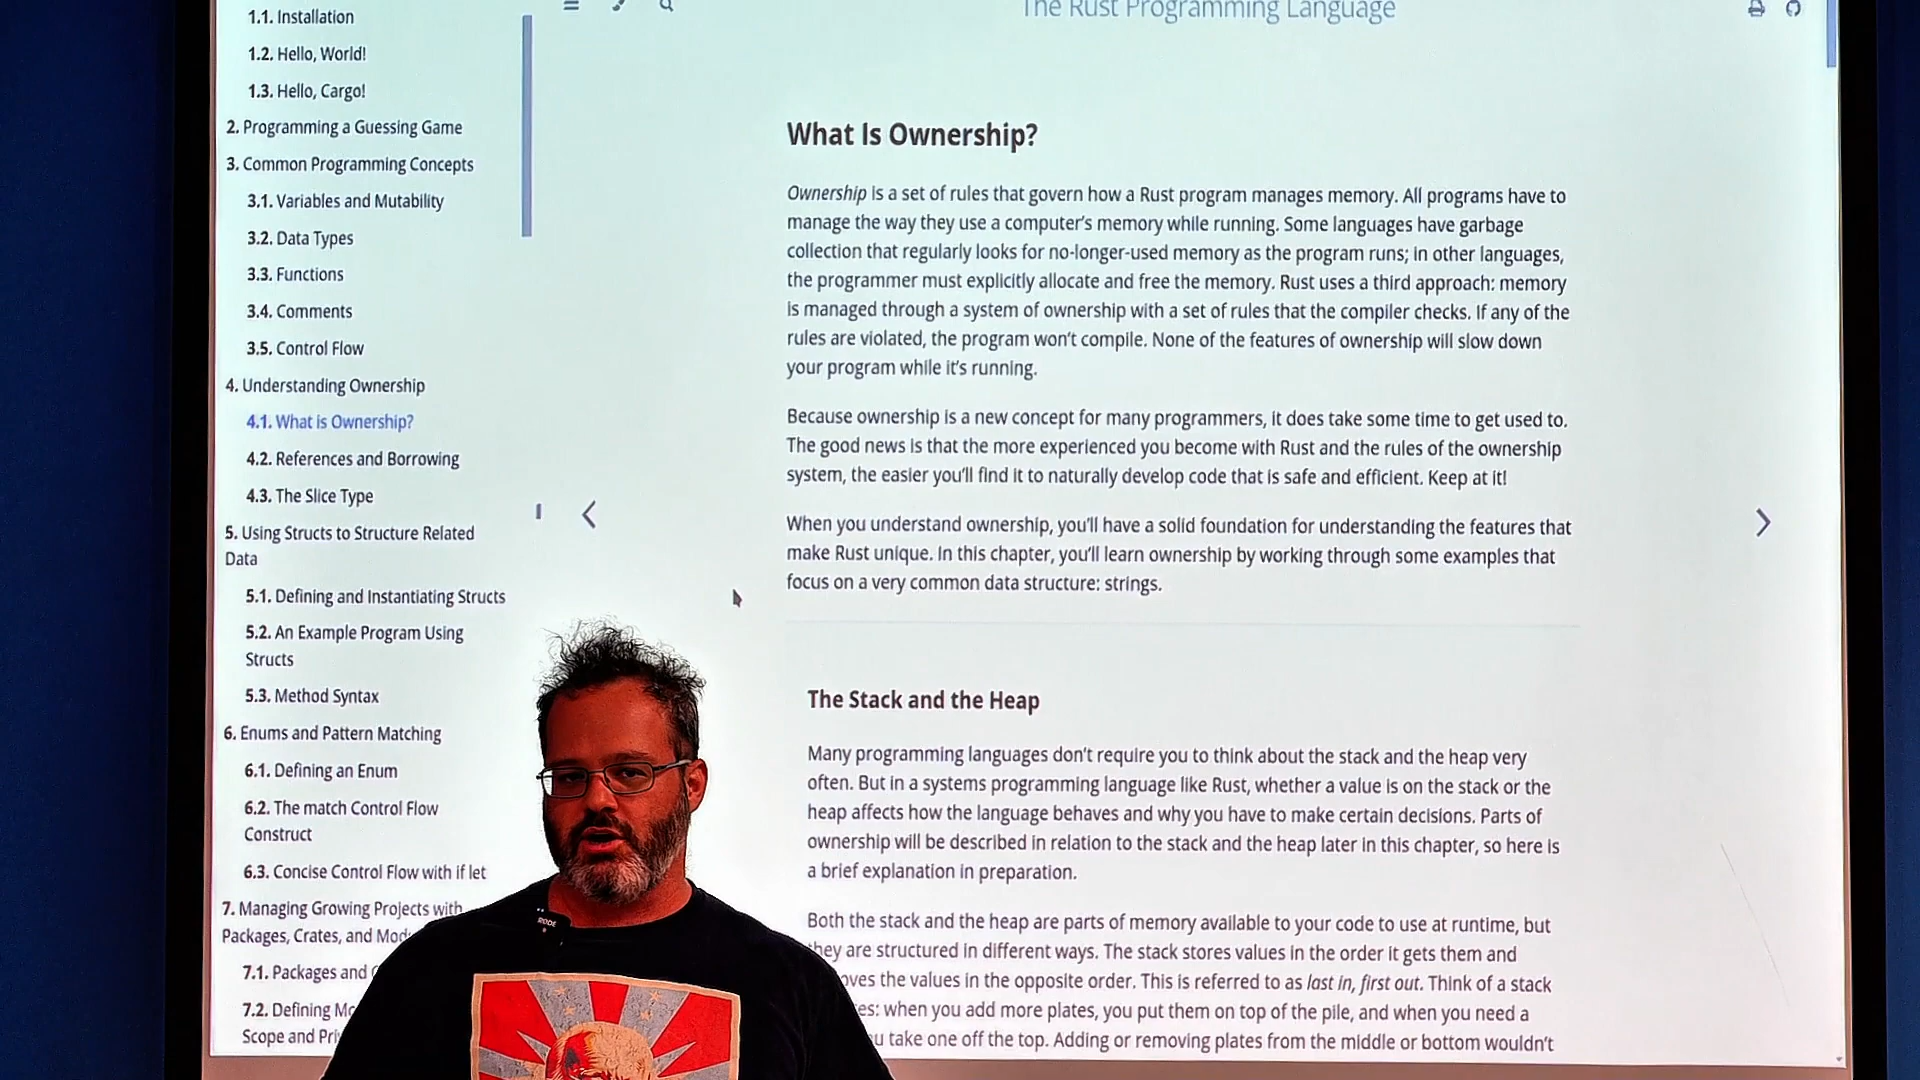 1.1. Installation
1.2. Hello, World!
1.3. Hello, Cargo!
2. Programming a Guessing Game
3. Common Programming Concepts
3.1. Variables and Mutability
3.2. Data Types
3.3. Functions
3.4. Comments
3.5. Control Flow
4. Understanding Ownership
4.1. What is Ownership?
4.2. References and Borrowing
4.3. The Slice Type
5. Using Structs to Structure Related
Data
5.1. Defining and Instantiating Structs
5.2. An Example Program Using
Structs
5.3. Method Syntax
6. Enums and Pattern Matching
6.1. Defining an Enum
6.2. The match Control Flow
Construct
6.3. Concise Control Flow with if let
7. Managing Growing Projects with
Packages, Crates, and
7.1. Packages and
7.2. Defining
Scope and
The Rust Programming Language
What Is Ownership?
Ownership is a set of rules that govern how a Rust program manages memory. All programs have to
manage the way they use a computer's memory while running. Some languages have garbage
collection that regularly looks for no-longer-used memory as the program runs; in other languages,
the programmer must explicitly allocate and free the memory. Rust uses a third approach: memory
is managed through a system of ownership with a set of rules that the compiler checks. If any of the
rules are violated, the program won't compile. None of the features of ownership will slow down
your program while it's running.
Because ownership is a new concept for many programmers, it does take some time to get used to.
The good news is that the more experienced you become with Rust and the rules of the ownership
system, the easier you'll find it to naturally develop code that is safe and efficient. Keep at it!
When you understand ownership, you'll have a solid foundation for understanding the features that
make Rust unique. In this chapter, you'll learn ownership by working through some examples that
focus on a very common data structure: strings.
The Stack and the Heap
Many programming languages don't require you to think about the stack and the heap very
often. But in a systems programming language like Rust, whether a value is on the stack or the
heap affects how the language behaves and why you have to make certain decisions. Parts of
ownership will be described in relation to the stack and the heap later in this chapter, so here is
a brief explanation in preparation.
Both the stack and the heap are parts of memory available to your code to use at runtime, but
they are structured in different ways. The stack stores values in the order it gets them and
the values in the opposite order. This is referred to as last in, first out. Think of a stack
when you add more plates, you put them on top of the pile, and when you need a
take one off the top. Adding or removing plates from the middle or bottom wouldn't
RODE